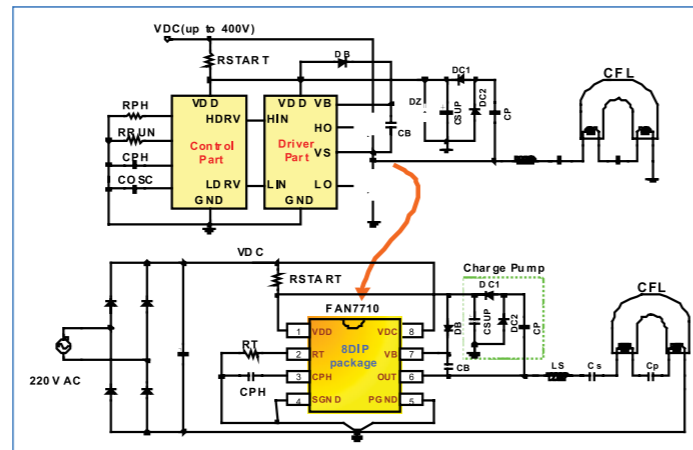 VDC(up to 400V)
RSTART
DB
DC1
CFL
VDD
VDD
VB
DZ
CSUP
DC2
CP
RPH
HDRV
HIN
HO
CB
RRUN
Control
Part
Driver
Part
CPH
VS
COSC
LDRV
LIN
LO
GND
GND
VDC
RSTART
Charge Pump
DC1
CFL
FAN7710
DB
CSUP
DC2
CP
1
VDD
VDC
8
RT
2
RT
8DIP
package
VB
7
CB
220 V AC
3
CPH
OUT
6
LS
Cs
Cp
CPH
4
SGND
PGND
5